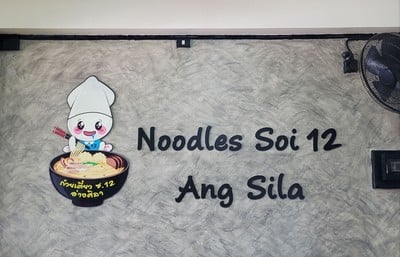 Noodles Soi 12
Ang Sila
ก๋วยเตี๋ยว ซ.12
อ่างศิลา